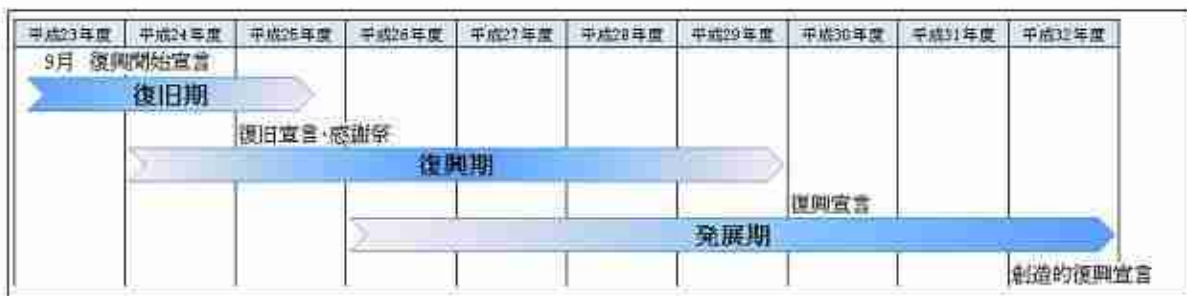 平成23年度 平成24年度 平成25年度 平成26年度 平成27年度 平成28年度 平成29年度 平成30年度 平成31年度 平成32年度
9月 復興開始宣言
復旧期
復旧宣言・感謝祭
復興期
復興宣言
発展期
創造的復興宣言